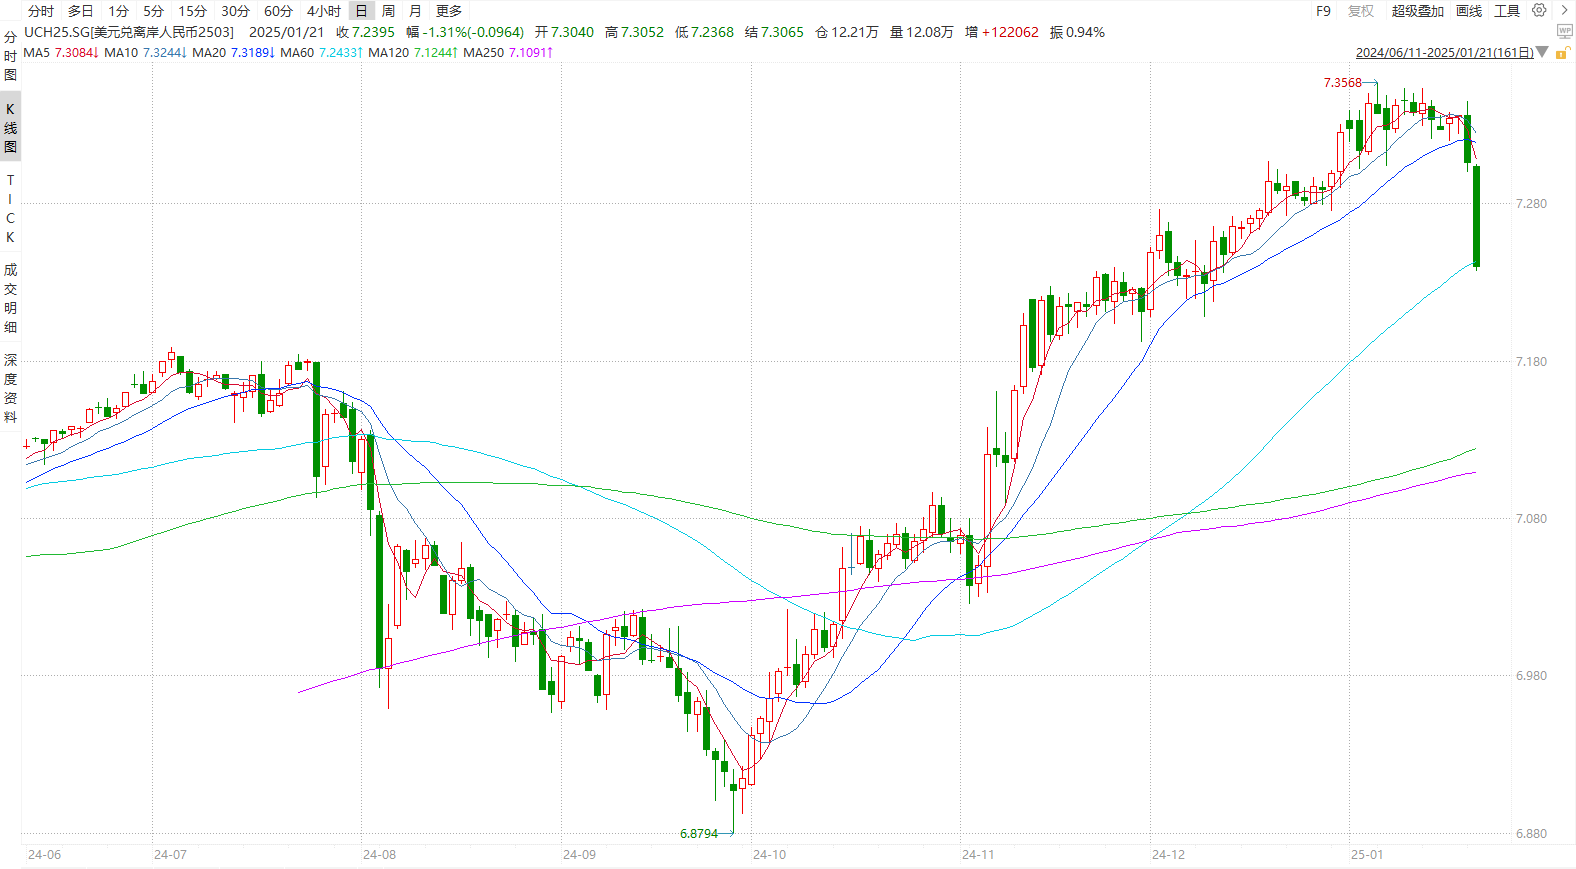 分时 多日 1分 5分 15分 30分 60分 4小时 日 周 月 更多 F9 复权 超级叠加 画线 工具
UCH25.SG[美元兑离岸人民币2503] 2025/01/21 收 7.2395 幅 -1.31%(-0.0964) 开 7.3040 高 7.3052 低 7.2368 结 7.3065 仓 12.21万 量 12.08万 增 +122062 振 0.94%
MA5 7.3084↓ MA10 7.3244↓ MA20 7.3189↓ MA60 7.2433↑ MA120 7.1244↑ MA250 7.1091↑ 2024/06/11-2025/01/21(161日)
WP
分时图
K线图
TICK
成交明细
深度资料
7.3568
7.280
7.180
7.080
6.980
6.8794
6.880
24-06 24-07 24-08 24-09 24-10 24-11 24-12 25-01